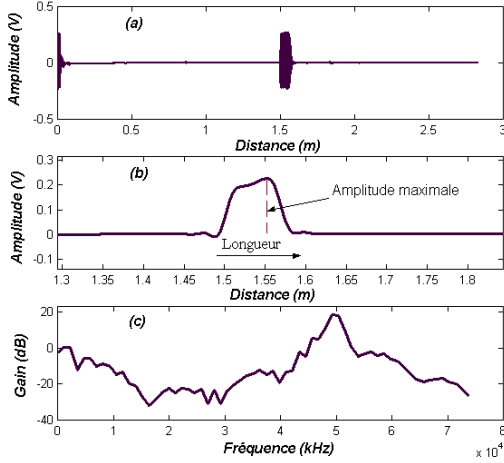 (a)
Amplitude (V)
0.5
0
-0.5
0 0.5 1 1.5 2 2.5 3
Distance (m)
(b)
Amplitude (V)
0.3
0.2
0.1
0
-0.1
Amplitude maximale
Longueur
1.3 1.35 1.4 1.45 1.5 1.55 1.6 1.65 1.7 1.75 1.8
Distance (m)
(c)
Gain (dB)
20
0
-20
-40
0 1 2 3 4 5 6 7 8
x 10⁴
Fréquence (kHz)